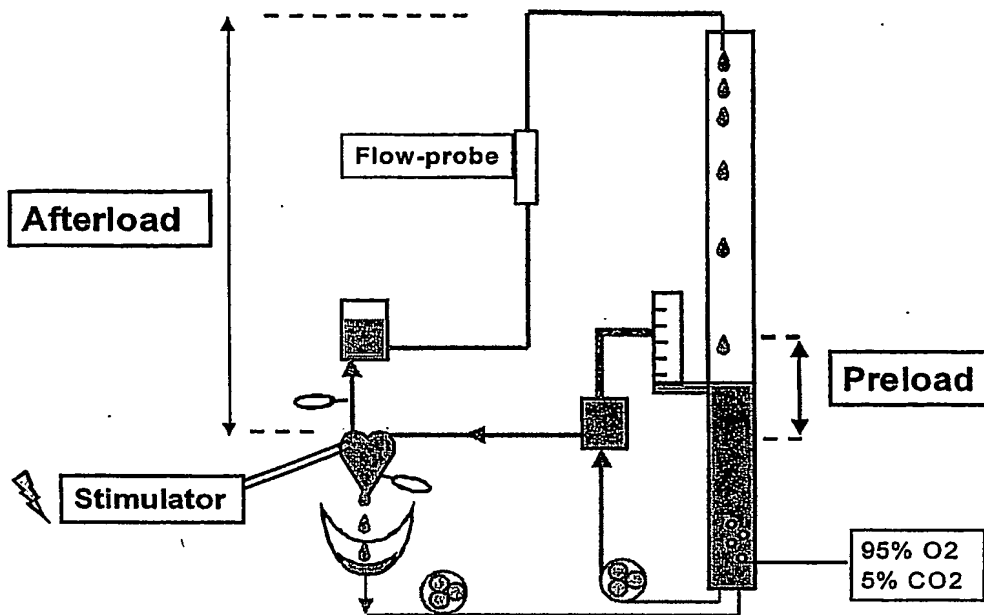 Flow-probe
Afterload
Preload
Stimulator
95% O2
5% CO2